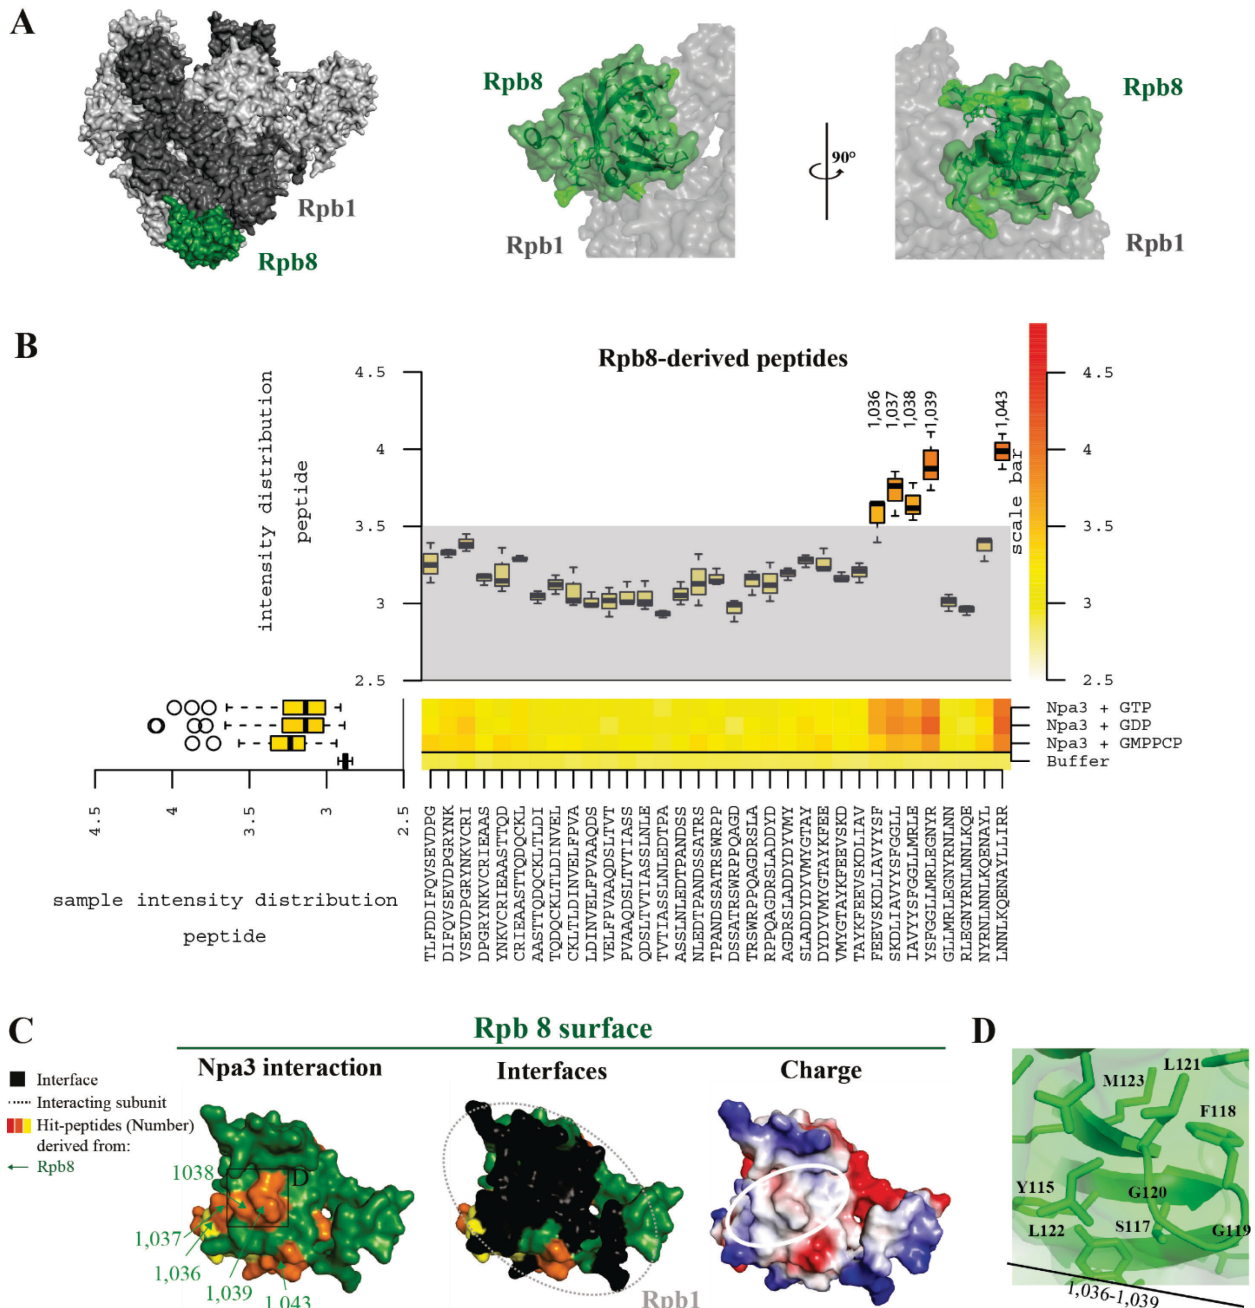 A
Rpb1
Rpb8
Rpb8
Rpb1
90°
Rpb8
Rpb1
B
Rpb8-derived peptides
intensity distribution
peptide
4.5
4
3.5
3
2.5
1,036
1,037
1,038
1,039
1,043
scale bar
4.5
4
3.5
3
2.5
Npa3 + GTP
Npa3 + GDP
Npa3 + GMPPCP
Buffer
4.5
4
3.5
3
2.5
sample intensity distribution
peptide
TLFDDIFQVSEVDPG
DIFQVSEVDPGRYNK
VSEVDPGRYNKVCRI
DPGRYNKVCRIEAAS
YNKVCRIEAASTTQD
CRIEAASTTQDQCKL
AASTTQDQCKLTLDI
TQDQCKLTLDINVEL
CKLTLDINVELFPVA
LDINVELFPVAAQDS
VELFPVAAQDSLTVT
PVAAQDSLTVTIASS
QDSLTVTIASSLNLE
TVTIASSLNLEDTPA
ASSLNLEDTPANDSS
NLEDTPANDSSATRS
TPANDSSATRSWRPP
DSSATRSWRPPQAGD
TRSWRPPQAGDRSLA
RPPQAGDRSLADDYD
AGDRSLADDYDYVMY
SLADDYDYVMYGTAY
DYDYVMYGTAYKFEE
VMYGTAYKFEEVSKD
TAYKFEEVSKDLIAV
FEEVSKDLIAVYYSF
SKDLIAVYYSFGGLL
IAVYYSFGGLLMRLE
YSFGGLLMRLEGNYR
GLLMRLEGNYRNLNN
RLEGNYRNLNNLKQE
NYRNLNNLKQENAYL
LNNLKQENAYLLIRR
C
Rpb 8 surface
Npa3 interaction
Interfaces
Charge
Interface
Interacting subunit
Hit-peptides (Number)
derived from:
Rpb8
1038
D
1,037
1,036
1,039
1,043
Rpb1
D
L121
M123
F118
Y115
G120
L122
S117
G119
1,036-1,039